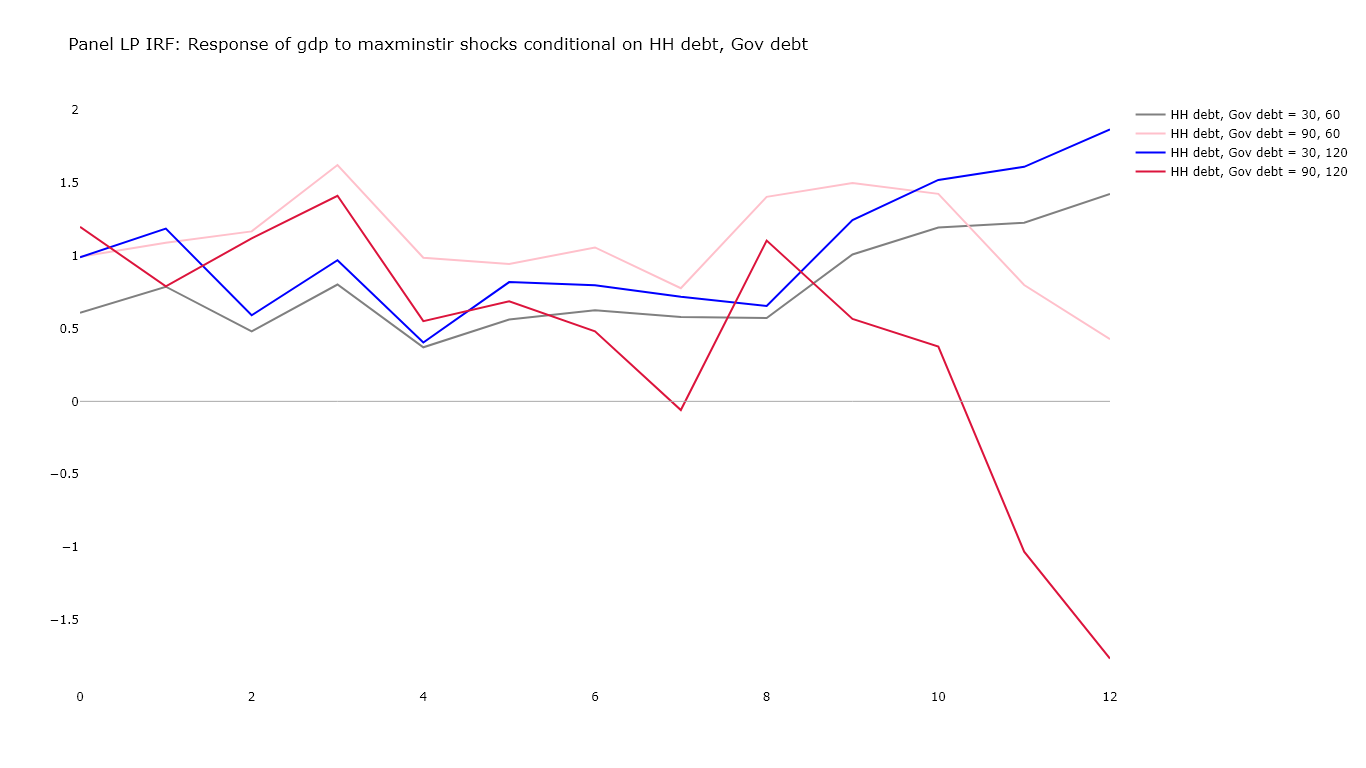 Panel LP IRF: Response of gdp to maxminstir shocks conditional on HH debt, Gov debt
2
1.5
1
0.5
0
−0.5
−1
−1.5
0 2 4 6 8 10 12
HH debt, Gov debt = 30, 60
HH debt, Gov debt = 90, 60
HH debt, Gov debt = 30, 120
HH debt, Gov debt = 90, 120